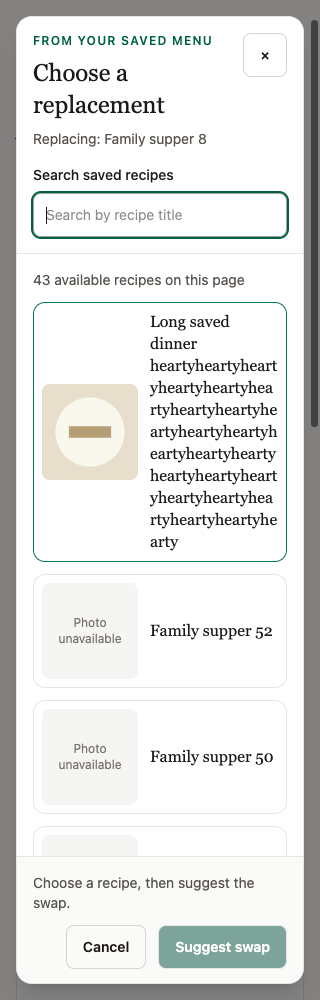 FROM YOUR SAVED MENU
×
Choose a
replacement
Replacing: Family supper 8
Search saved recipes
Search by recipe title
43 available recipes on this page
Long saved
dinner
heartyheartyheart
yheartyheartyhea
rtyheartyheartyhe
artyheartyheartyh
eartyheartyhearty
heartyheartyheart
yheartyheartyhea
rtyheartyheartyhe
arty
Photo
unavailable
Family supper 52
Photo
unavailable
Family supper 50
Choose a recipe, then suggest the
swap.
Cancel
Suggest swap